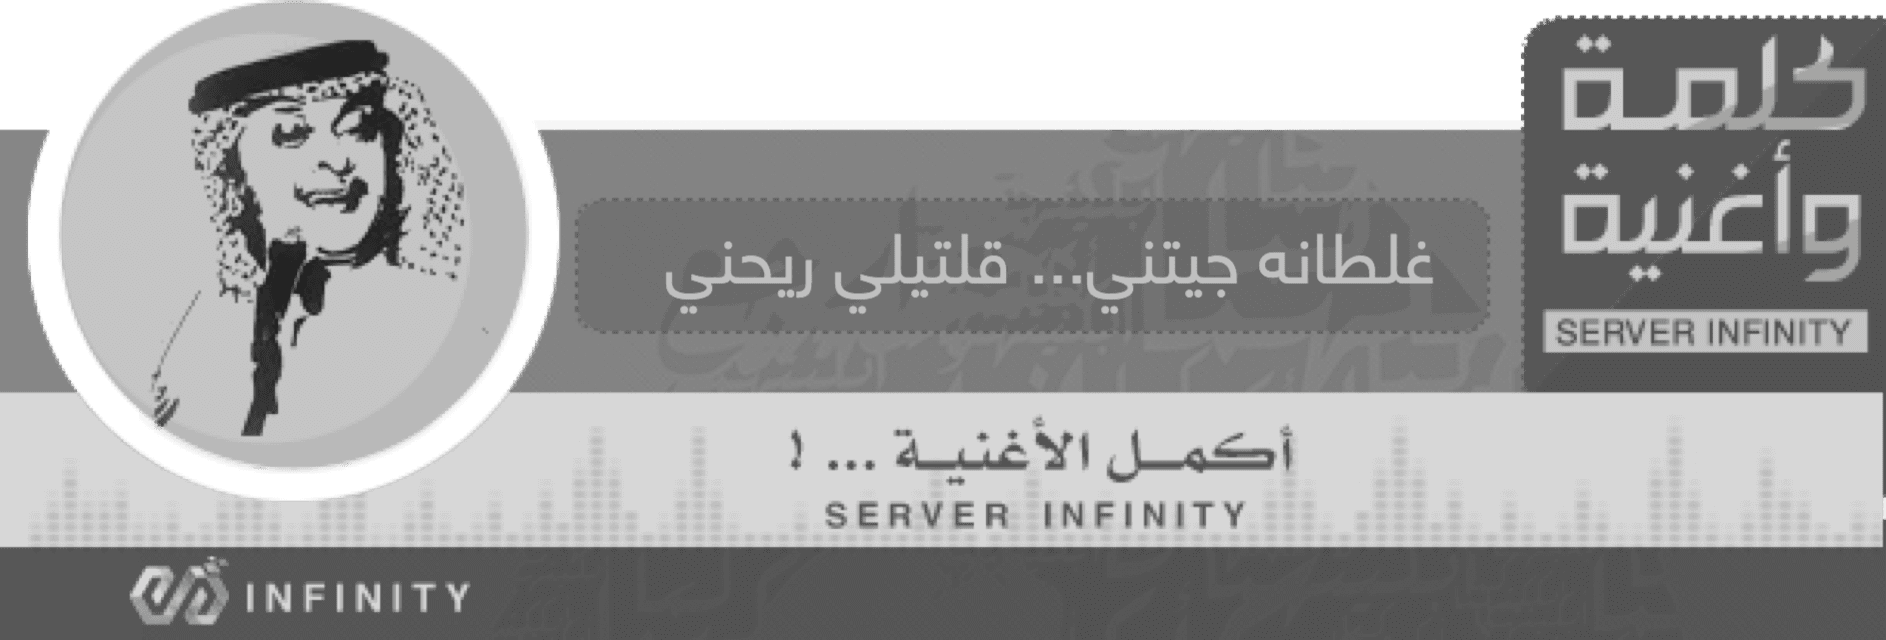 كلمة
وأغنية
SERVER INFINITY
غلطانه جيتني... قلتيلي ريحني
أكمل الأغنية ... !
SERVER INFINITY
INFINITY